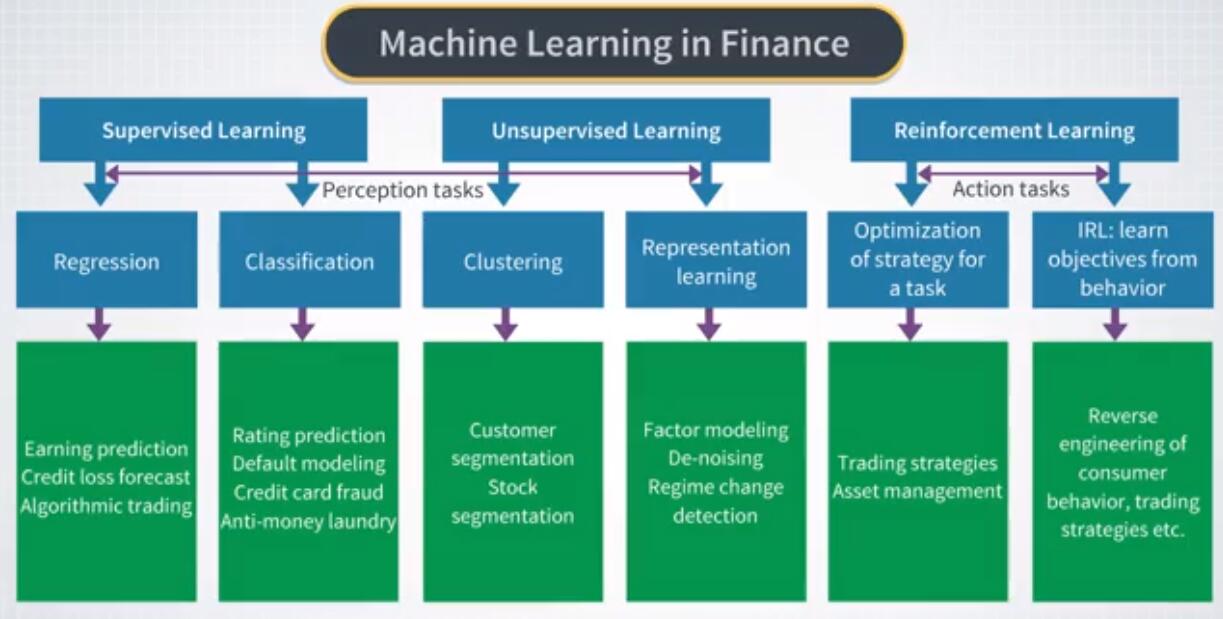 Machine Learning in Finance
Supervised Learning
Unsupervised Learning
Reinforcement Learning
Perception tasks
Action tasks
Regression
Classification
Clustering
Representation
learning
Optimization
of strategy for
a task
IRL: learn
objectives from
behavior
Earning prediction
Credit loss forecast
Algorithmic trading
Rating prediction
Default modeling
Credit card fraud
Anti-money laundry
Customer
segmentation
Stock
segmentation
Factor modeling
De-noising
Regime change
detection
Trading strategies
Asset management
Reverse
engineering of
consumer
behavior, trading
strategies etc.